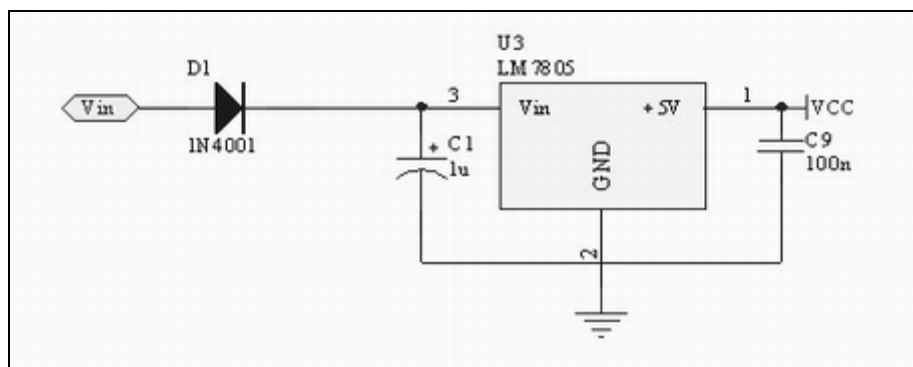 U3
LM7805
D1
Vin
1N4001
3
Vin
+5V
1
VCC
+
C1
1u
GND
C9
100n
2